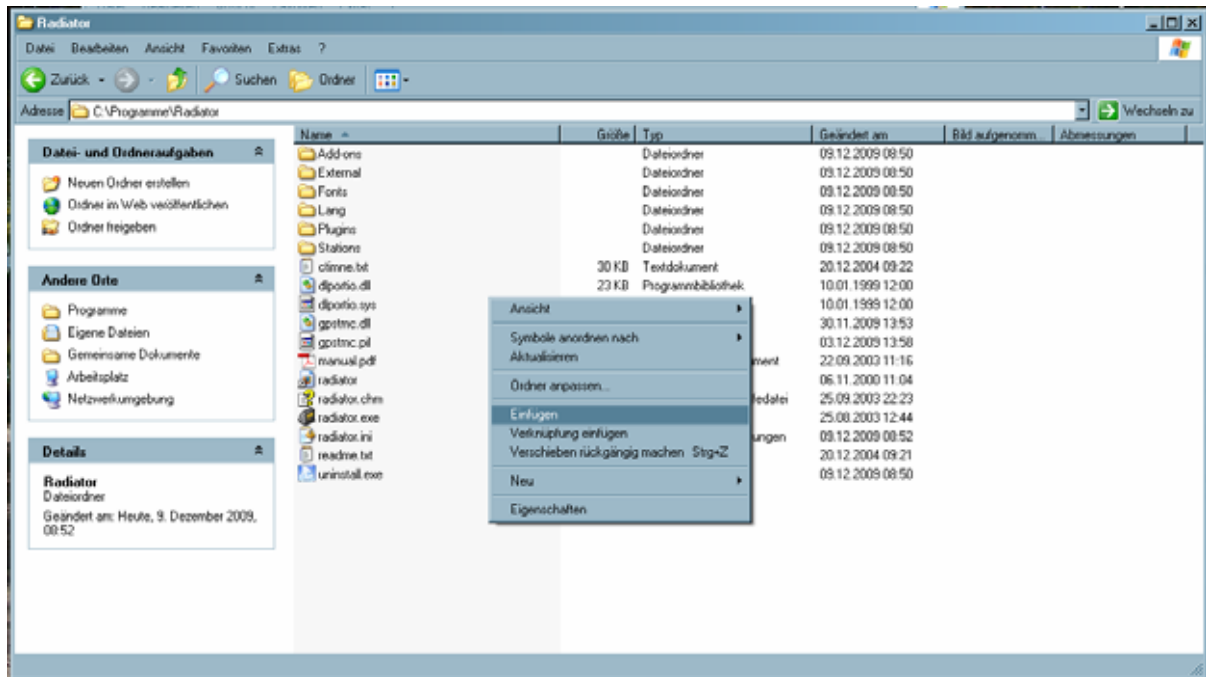 Radiator
Datei Bearbeiten Ansicht Favoriten Extras ?
Zurück Suchen Ordner
Adresse C:\Programme\Radiator Wechseln zu
Name Größe Typ Geändert am Bild aufgenomm... Abmessungen
Datei- und Ordneraufgaben
Neuen Ordner erstellen
Ordner im Web veröffentlichen
Ordner freigeben
Andere Orte
Programme
Eigene Dateien
Gemeinsame Dokumente
Arbeitsplatz
Netzwerkumgebung
Details
Radiator
Dateiordner
Geändert am: Heute, 9. Dezember 2009,
08:52
Add-ons Dateiordner 09.12.2009 08:50
External Dateiordner 09.12.2009 08:50
Fonts Dateiordner 09.12.2009 08:50
Lang Dateiordner 09.12.2009 08:50
Plugins Dateiordner 09.12.2009 08:50
Stations Dateiordner 09.12.2009 08:50
ctimne.txt 30 KB Textdokument 20.12.2004 09:22
dlportio.dll 23 KB Programmbibliothek 10.01.1999 12:00
dlportio.sys 10.01.1999 12:00
gpstmc.dll 30.11.2009 13:53
gpstmc.pil 03.12.2009 13:58
manual.pdf ment 22.09.2003 11:16
radiator 06.11.2000 11:04
radiator.chm fedatei 25.09.2003 22:23
radiator.exe 25.08.2003 12:44
radiator.ini ungen 09.12.2009 08:52
readme.txt 20.12.2004 09:21
uninstall.exe 09.12.2009 08:50
Ansicht
Symbole anordnen nach
Aktualisieren
Ordner anpassen...
Einfügen
Verknüpfung einfügen
Verschieben rückgängig machen Strg+Z
Neu
Eigenschaften